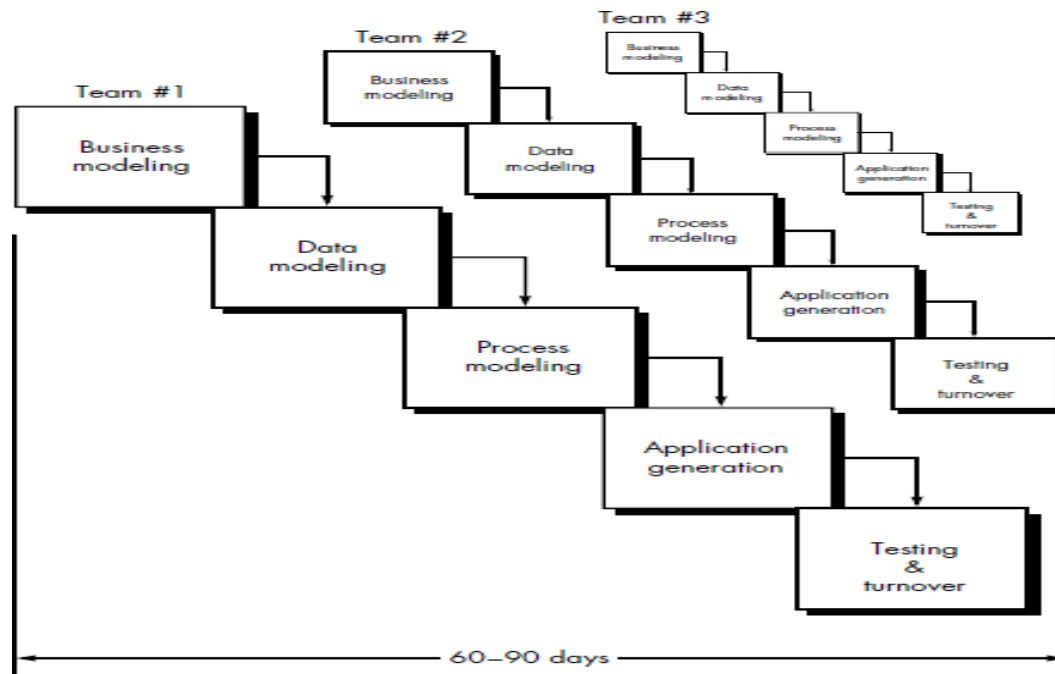 Team #1
Business
modeling
Data
modeling
Process
modeling
Application
generation
Testing
&
turnover
Team #2
Business
modeling
Data
modeling
Process
modeling
Application
generation
Testing
&
turnover
Team #3
Business
modeling
Data
modeling
Process
modeling
Application
generation
Testing
&
turnover
60–90 days